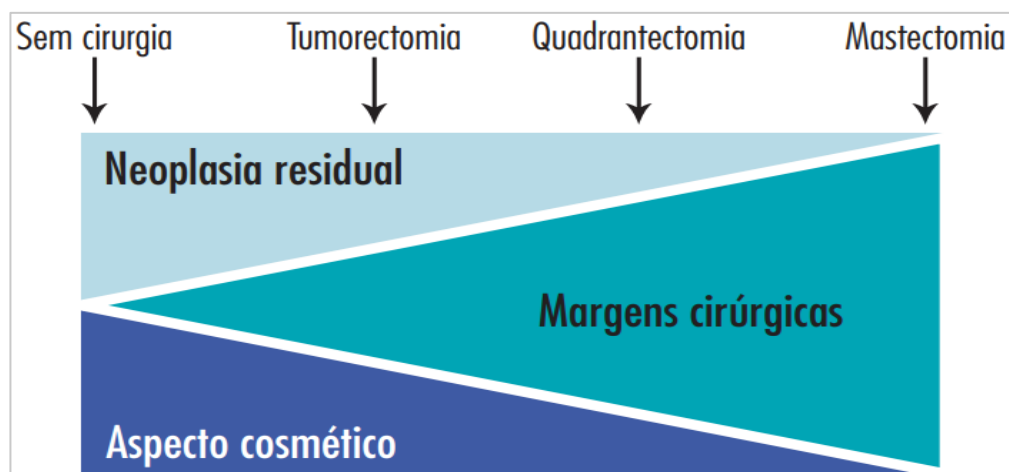 Sem cirurgia Tumorectomia Quadrantectomia Mastectomia
Neoplasia residual
Margens cirúrgicas
Aspecto cosmético